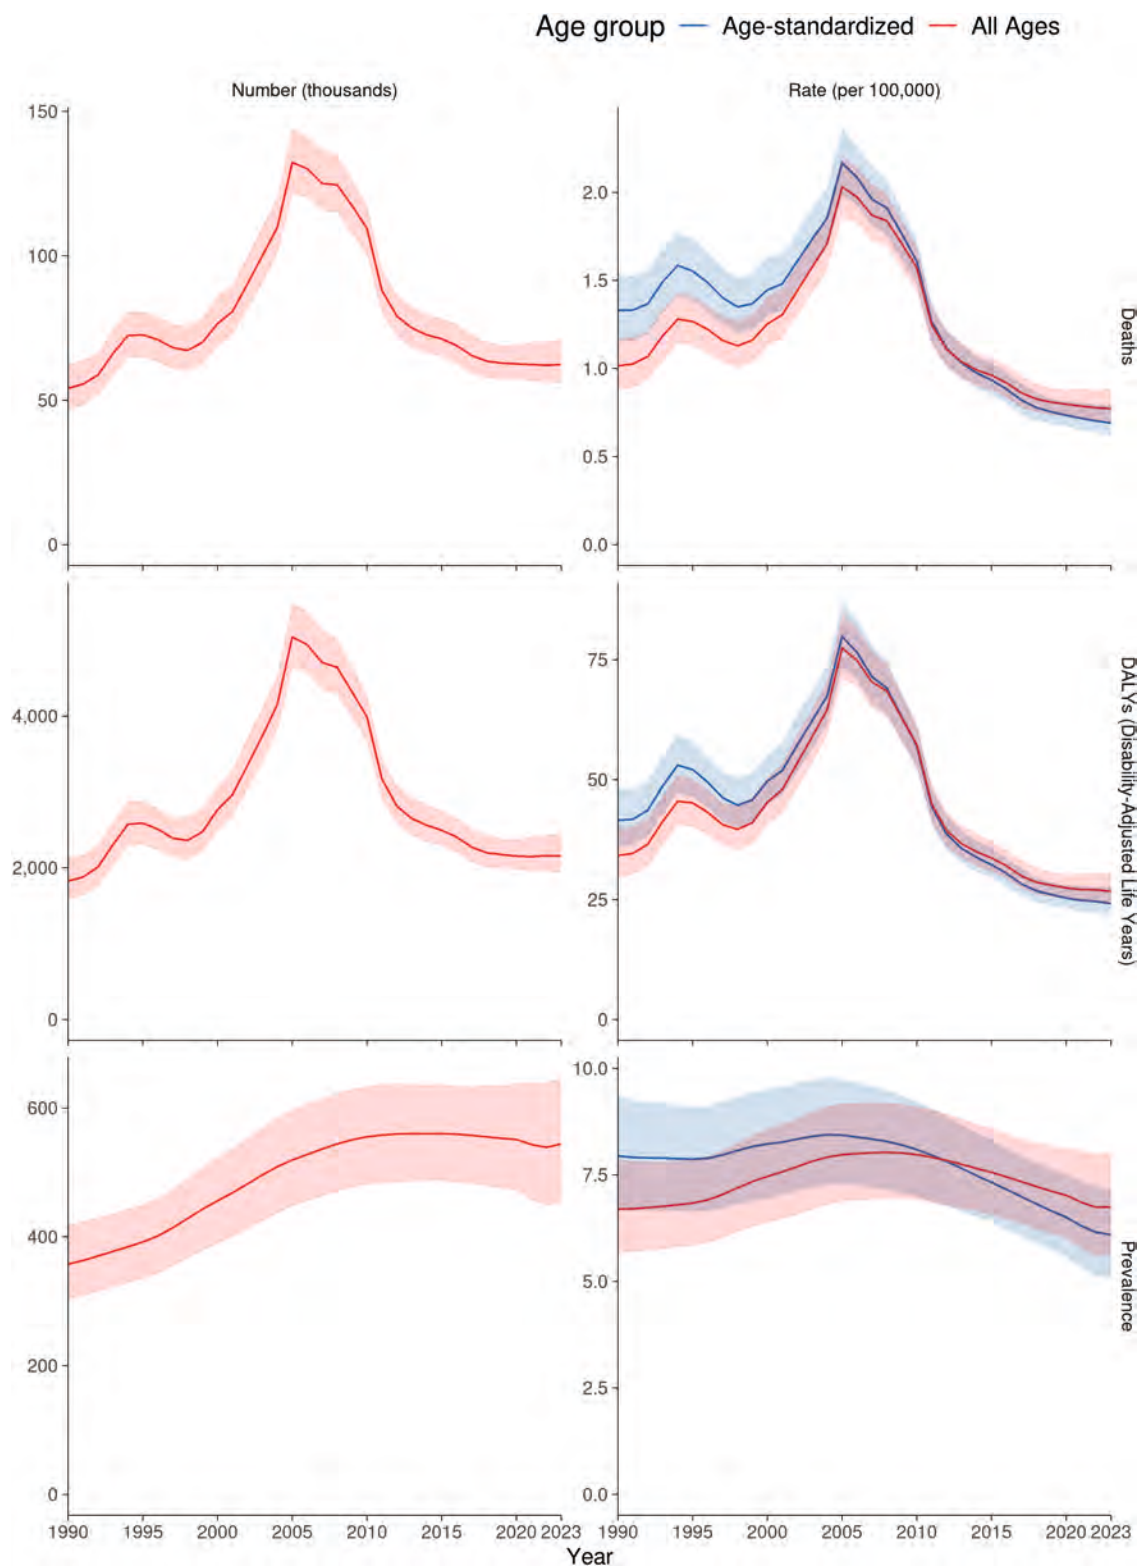 Age group Age-standardized All Ages
Number (thousands)
Rate (per 100,000)
150
100
50
0
2.0
1.5
1.0
0.5
0.0
Deaths
4,000
2,000
0
75
50
25
0
DALYs (Disability-Adjusted Life Years)
600
400
200
0
10.0
7.5
5.0
2.5
0.0
Prevalence
1990 1995 2000 2005 2010 2015 2020 2023
1990 1995 2000 2005 2010 2015 2020 2023
Year